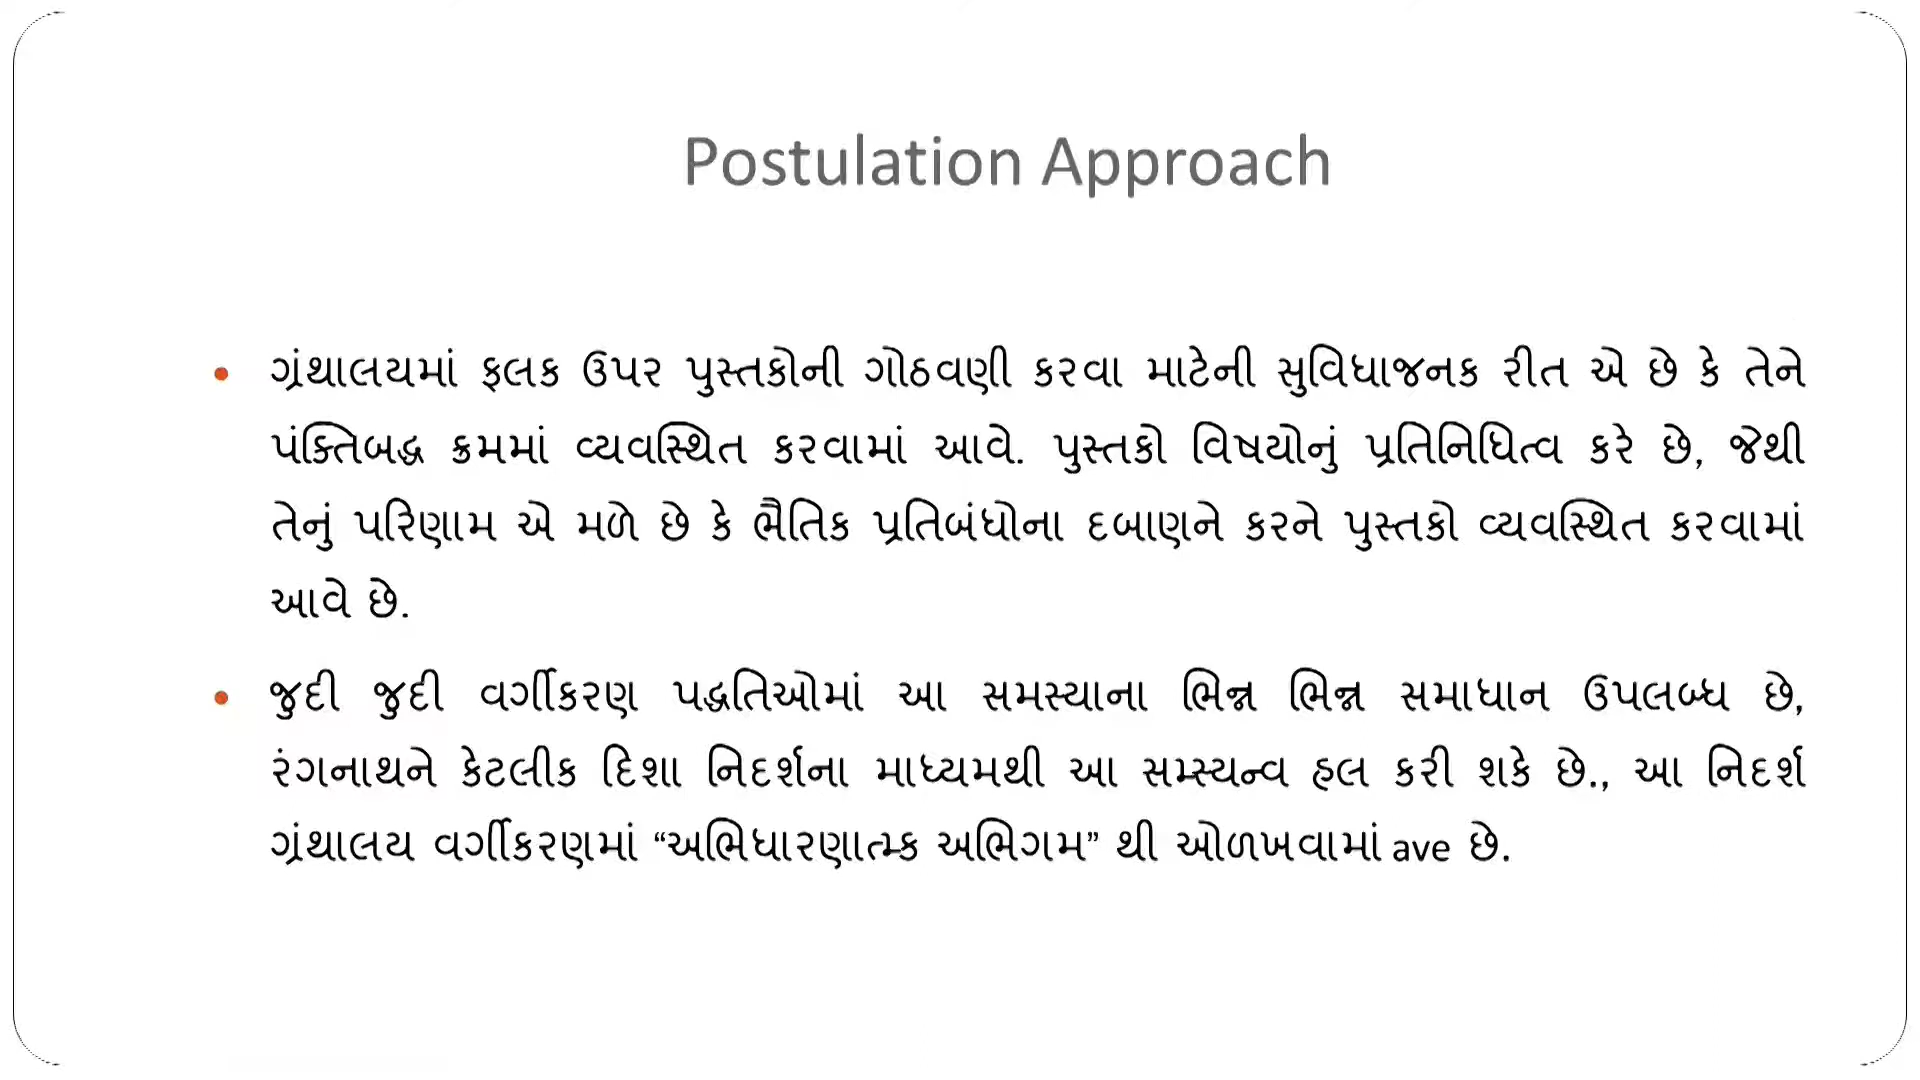 Postulation Approach
• ગ્રંથાલયમાં ફલક ઉપર પુસ્તકોની ગોઠવણી કરવા માટેની સુવિધાજનક રીત એ છે કે તેને
પંક્તિબદ્ધ ક્રમમાં વ્યવસ્થિત કરવામાં આવે. પુસ્તકો વિષયોનું પ્રતિનિધિત્વ કરે છે, જેથી
તેનું પરિણામ એ મળે છે કે ભૈતિક પ્રતિબંધોના દબાણને કરને પુસ્તકો વ્યવસ્થિત કરવામાં
આવે છે.
• જુદી જુદી વર્ગીકરણ પદ્ધતિઓમાં આ સમસ્યાના ભિન્ન ભિન્ન સમાધાન ઉપલબ્ધ છે,
રંગનાથને કેટલીક દિશા નિદર્શના માધ્યમથી આ સમ્સ્યન્વ હલ કરી શકે છે., આ નિદર્શ
ગ્રંથાલય વર્ગીકરણમાં “અભિધારણાત્મ્ક અભિગમ” થી ઓળખવામાં ave છે.